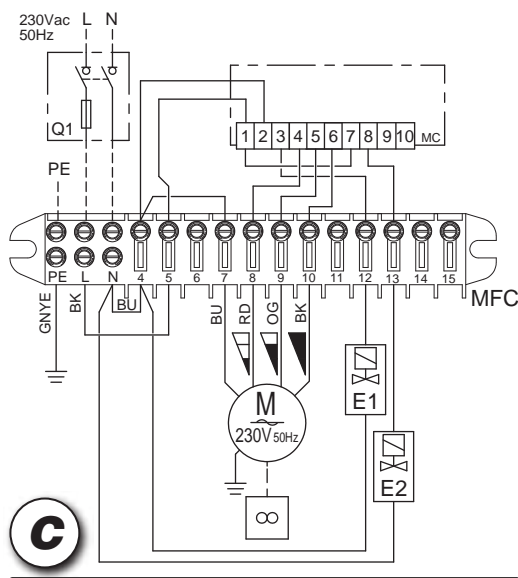 230Vac L N
50Hz
Q1
1 2 3 4 5 6 7 8 9 10 MC
PE
PE L N 4 5 6 7 8 9 10 11 12 13 14 15
MFC
GNYE BK BU BU RD OG BK
M
230V 50Hz
E1
E2
8
C